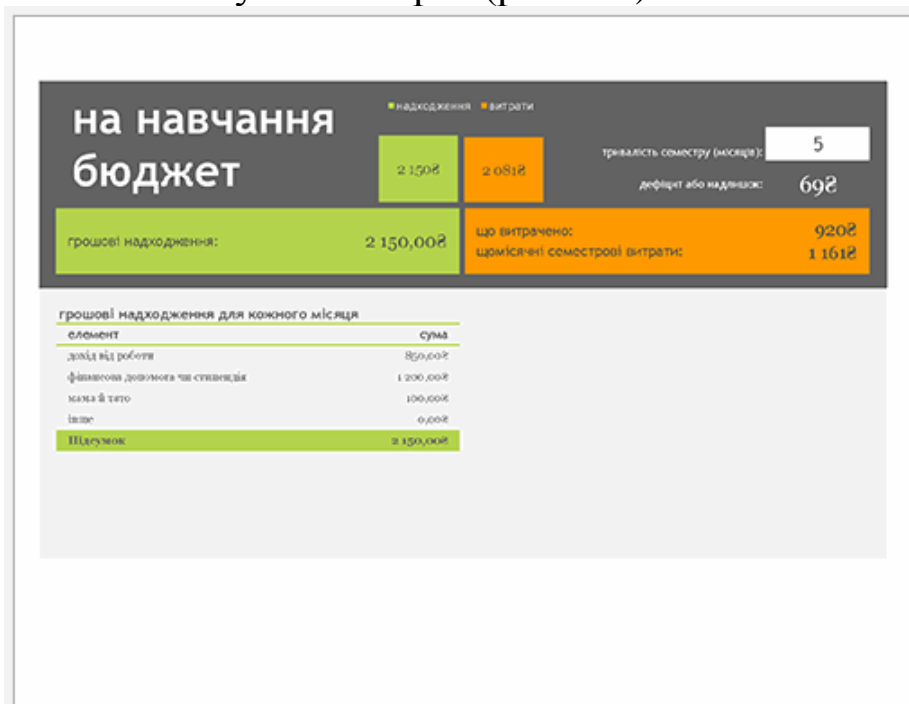 на навчання
бюджет
надходження витрати
2 150₴ 2 081₴
тривалість семестру (місяців): 5
дефіцит або надлишок: 69₴
грошові надходження: 2 150,00₴
що витрачено: 920₴
щомісячні семестрові витрати: 1 161₴
грошові надходження для кожного місяця
елемент сума
дохід від роботи 850,00₴
фінансова допомога чи стипендія 1 200,00₴
мама й тато 100,00₴
інше 0,00₴
Підсумок 2 150,00₴